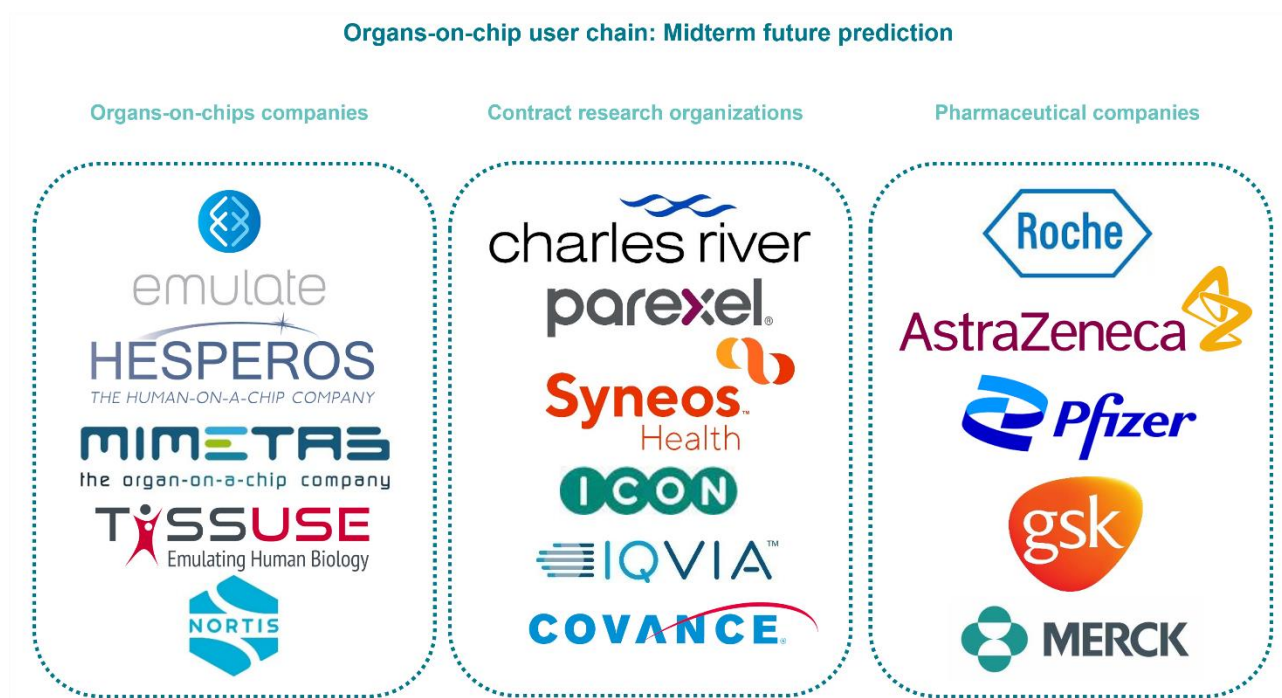 Organs-on-chip user chain: Midterm future prediction
Organs-on-chips companies
emulate
HESPEROS
THE HUMAN-ON-A-CHIP COMPANY
MIMETAS
the organ-on-a-chip company
TISSUSE
Emulating Human Biology
NORTIS
Contract research organizations
charles river
parexel®
Syneos™
Health
ICON
IQVIA™
COVANCE®
Pharmaceutical companies
Roche
AstraZeneca
Pfizer
gsk
MERCK